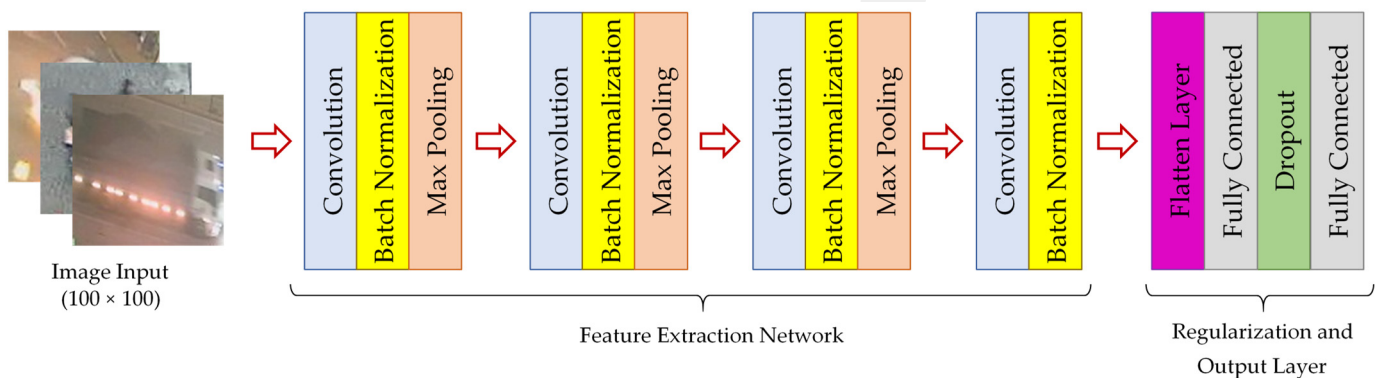 Image Input
(100 × 100)
Convolution
Batch Normalization
Max Pooling
Convolution
Batch Normalization
Max Pooling
Convolution
Batch Normalization
Max Pooling
Convolution
Batch Normalization
Flatten Layer
Fully Connected
Dropout
Fully Connected
Feature Extraction Network
Regularization and
Output Layer